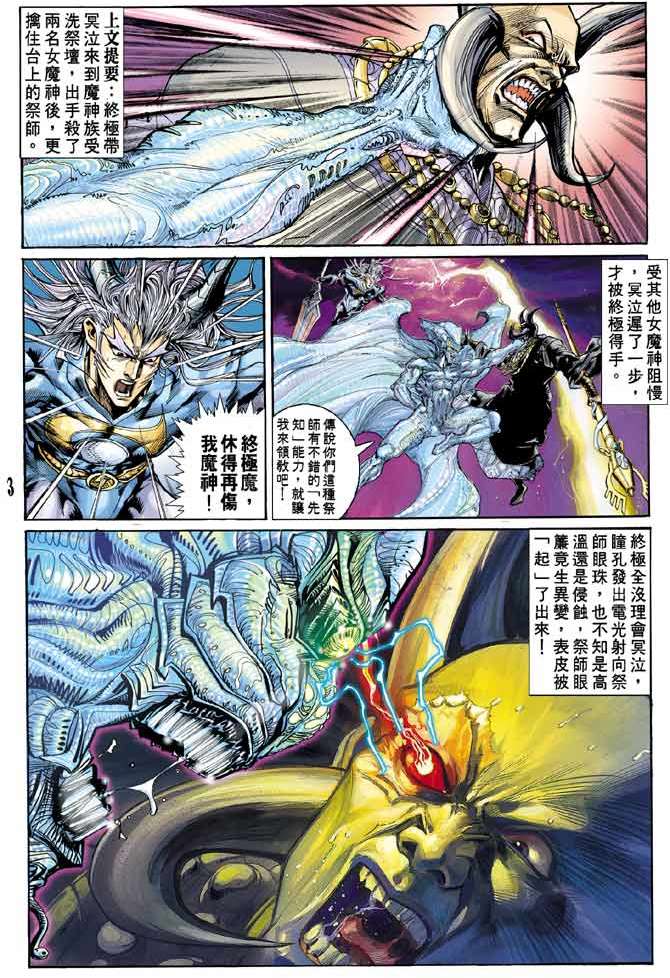 上文提要：終極帶
冥泣來到魔神族受
洗祭壇，出手殺了
兩名女魔神後，更
擒住台上的祭師。
受其他女魔神阻慢
，冥泣遲了一步，
才被終極得手。
傳說你們這種祭
師有不錯的「先
知」能力，就讓
我來領教吧！
終極魔，
休得再傷
我魔神！
3
終極全沒理會冥泣，
瞳孔發出電光射向祭
師眼珠，也不知是高
溫還是侵蝕，祭師眼
簾竟生異變，表皮被
「起」了出來！